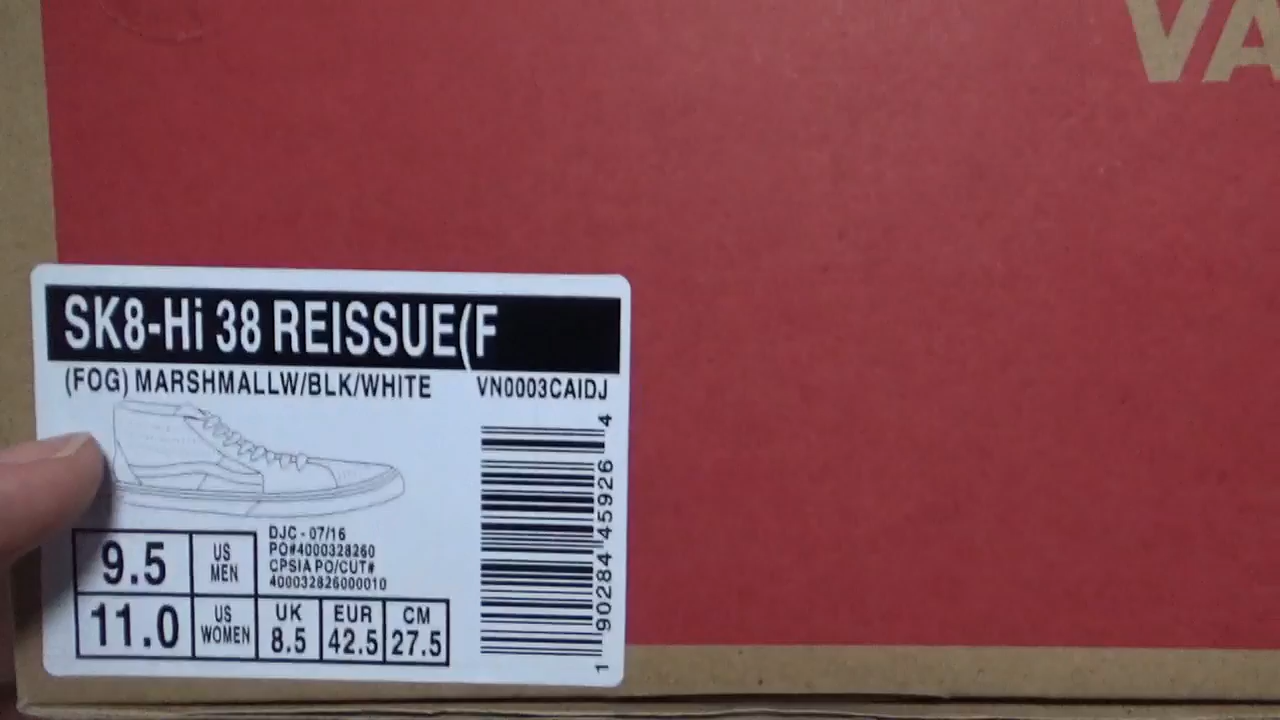 VA
SK8-Hi 38 REISSUE(F
(FOG) MARSHMALLW/BLK/WHITE VN0003CAIDJ
DJC - 07/16
PO#4000328260
CPSIA PO/CUT#
400032826000010
9.5 US MEN
11.0 US WOMEN
UK 8.5
EUR 42.5
CM 27.5
1 90284 45926 4